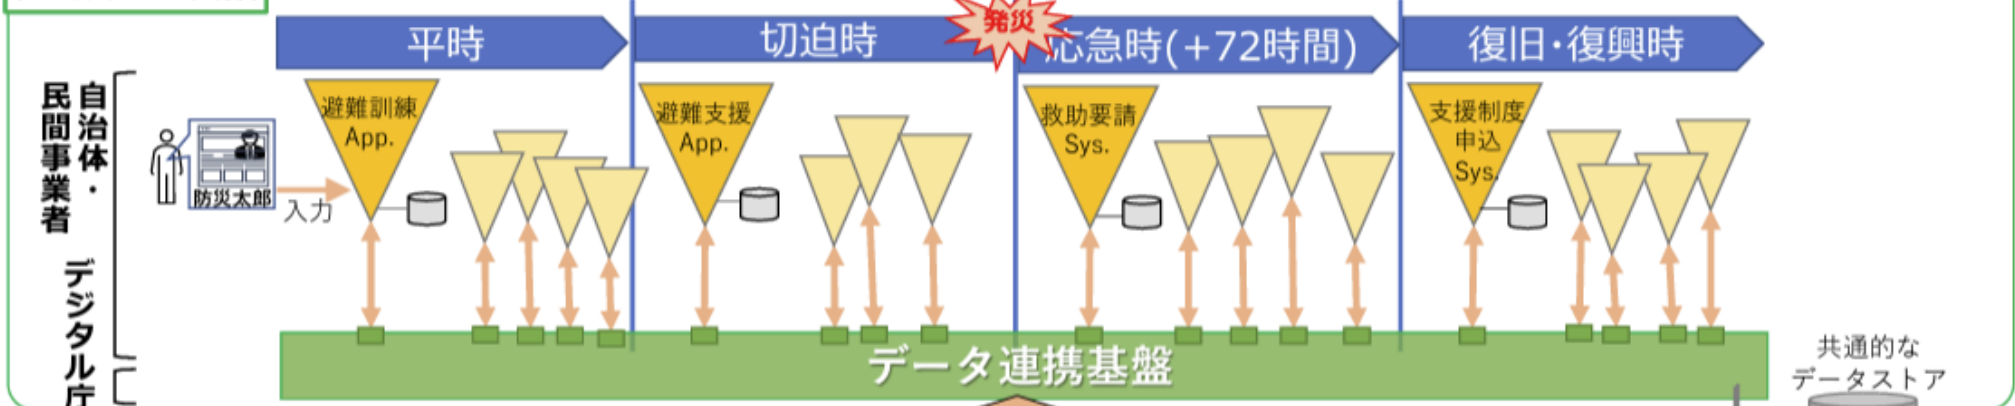 平時
切迫時
発災
応急時(+72時間)
復旧・復興時
自治体・
民間事業者
デジタル庁
防災太郎
入力
避難訓練
App.
避難支援
App.
救助要請
Sys.
支援制度
申込
Sys.
データ連携基盤
共通的な
データストア